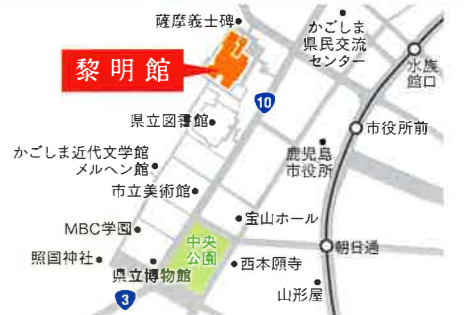 薩摩義士碑
かごしま
県民交流
センター
黎明館
水族
館口
10
県立図書館
市役所前
かごしま近代文学館
メルヘン館
鹿児島
市役所
市立美術館
宝山ホール
MBC学園
中央
公園
朝日通
照国神社
県立博物館
西本願寺
3
山形屋